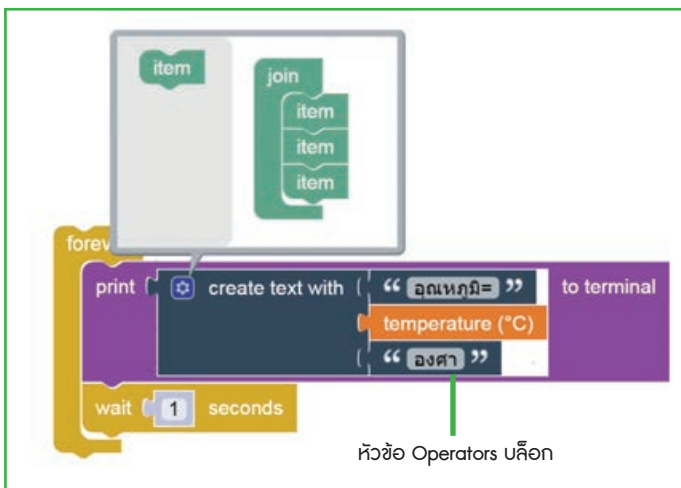 item
join
item
item
item
forev
print create text with “ อุณหภูมิ= ” to terminal
temperature (°C)
“ องศา ”
wait 1 seconds
หัวข้อ Operators บล็อก